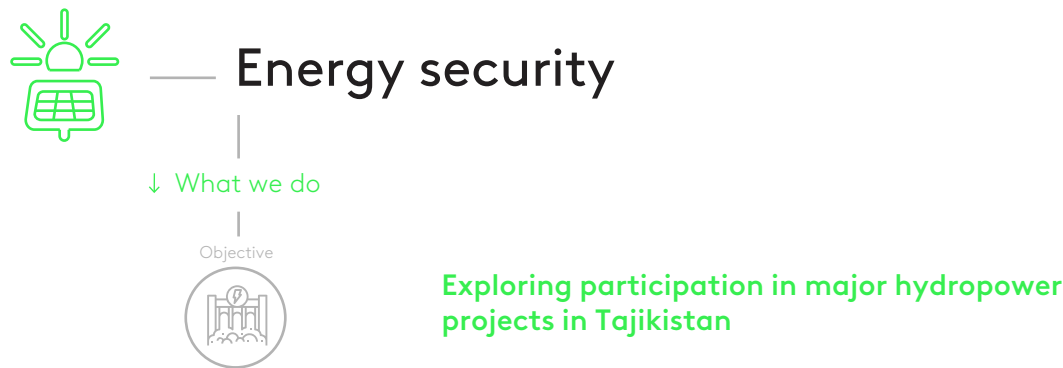 Energy security
↓ What we do
Objective
Exploring participation in major hydropower
projects in Tajikistan